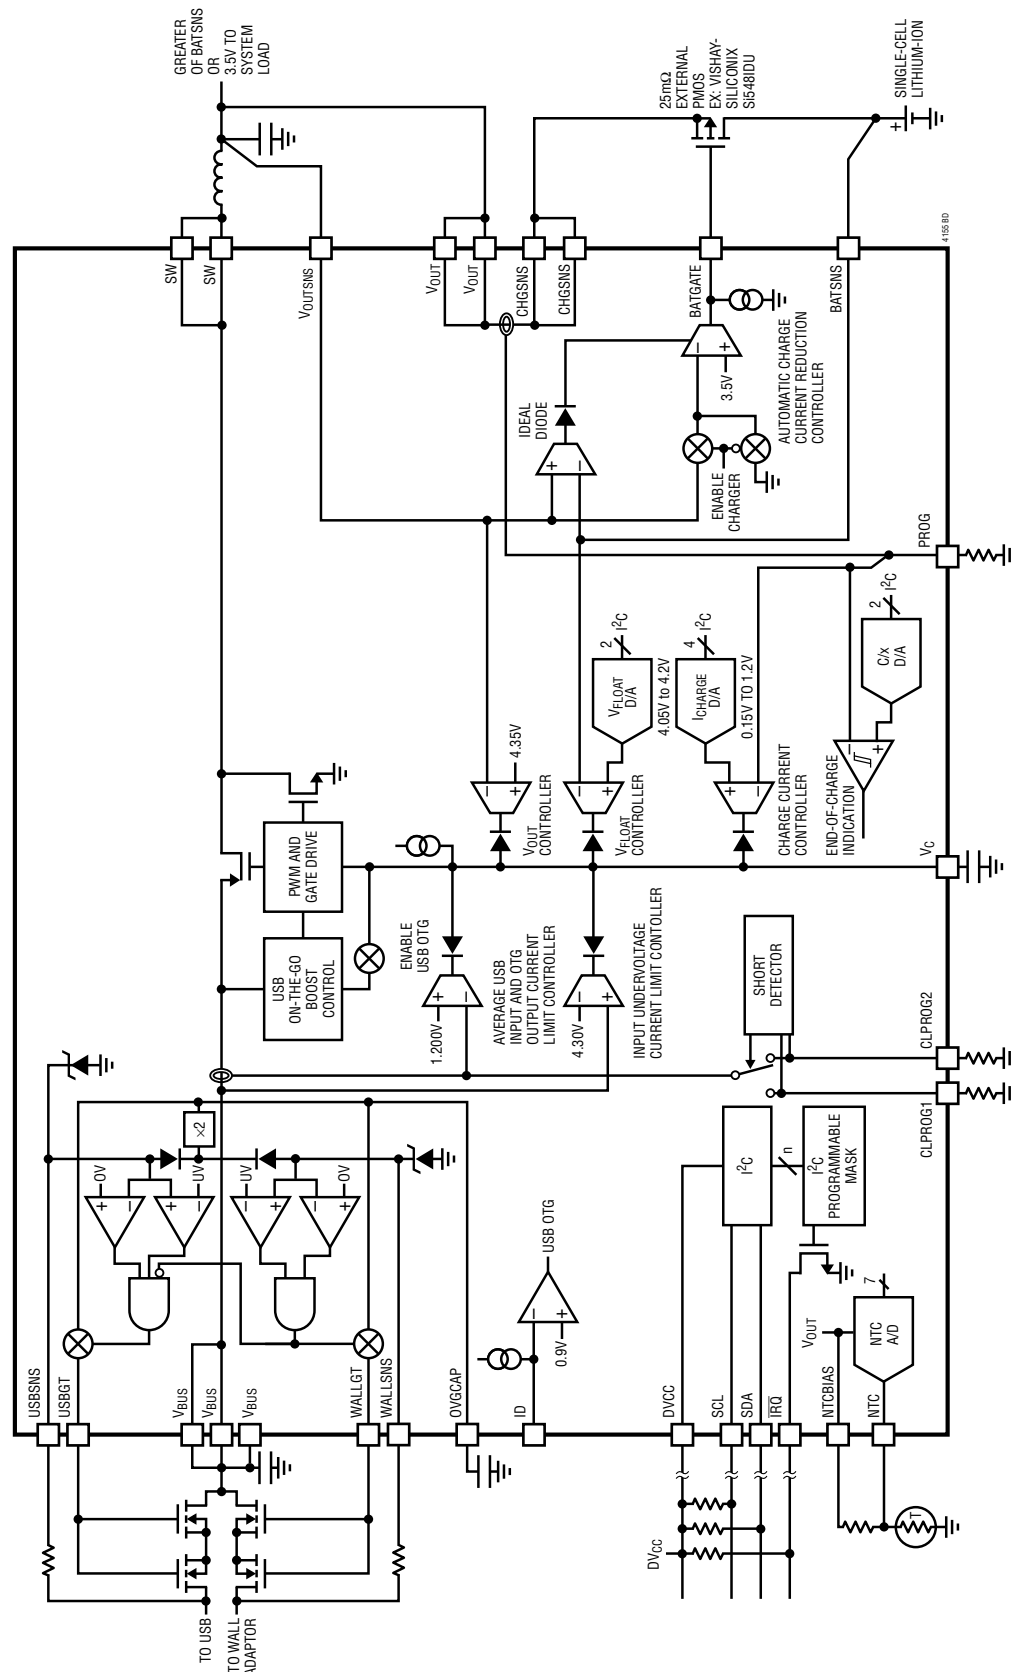 GREATER
OF BATSNS
OR
3.5V TO
SYSTEM
LOAD
25mΩ
EXTERNAL
PMOS
EX: VISHAY-
SILICONIX
Si5481DU
SINGLE-CELL
LITHIUM-ION
+
4155 BD
SW
SW
VOUTSNS
VOUT
VOUT
CHGSNS
CHGSNS
BATGATE
BATSNS
IDEAL
DIODE
+
–
–
+
3.5V
AUTOMATIC CHARGE
CURRENT REDUCTION
CONTROLLER
ENABLE
CHARGER
PROG
2
I2C
C/x
D/A
2
I2C
VFLOAT
D/A
4.05V to 4.2V
4
I2C
ICHARGE
D/A
0.15V TO 1.2V
–
+
4.35V
VOUT
CONTROLLER
–
+
VFLOAT
CONTROLLER
+
–
CHARGE CURRENT
CONTROLLER
–
+
END-OF-CHARGE
INDICATION
VC
PWM AND
GATE DRIVE
USB
ON-THE-GO
BOOST
CONTROL
ENABLE
USB OTG
+
–
1.200V
AVERAGE USB
INPUT AND OTG
OUTPUT CURRENT
LIMIT CONTROLLER
+
–
4.30V
INPUT UNDERVOLTAGE
CURRENT LIMIT CONTOLLER
SHORT
DETECTOR
CLPROG2
CLPROG1
×2
OV
UV
UV
OV
+
–
+
–
–
+
–
+
USB OTG
–
+
0.9V
I2C
n
I2C
PROGRAMMABLE
MASK
7
VOUT
NTC
A/D
USBSNS
USBGT
VBUS
VBUS
VBUS
WALLGT
WALLSNS
OVGCAP
ID
DVCC
SCL
SDA
IRQ
NTCBIAS
NTC
TO USB
TO WALL
ADAPTOR
DVCC
T